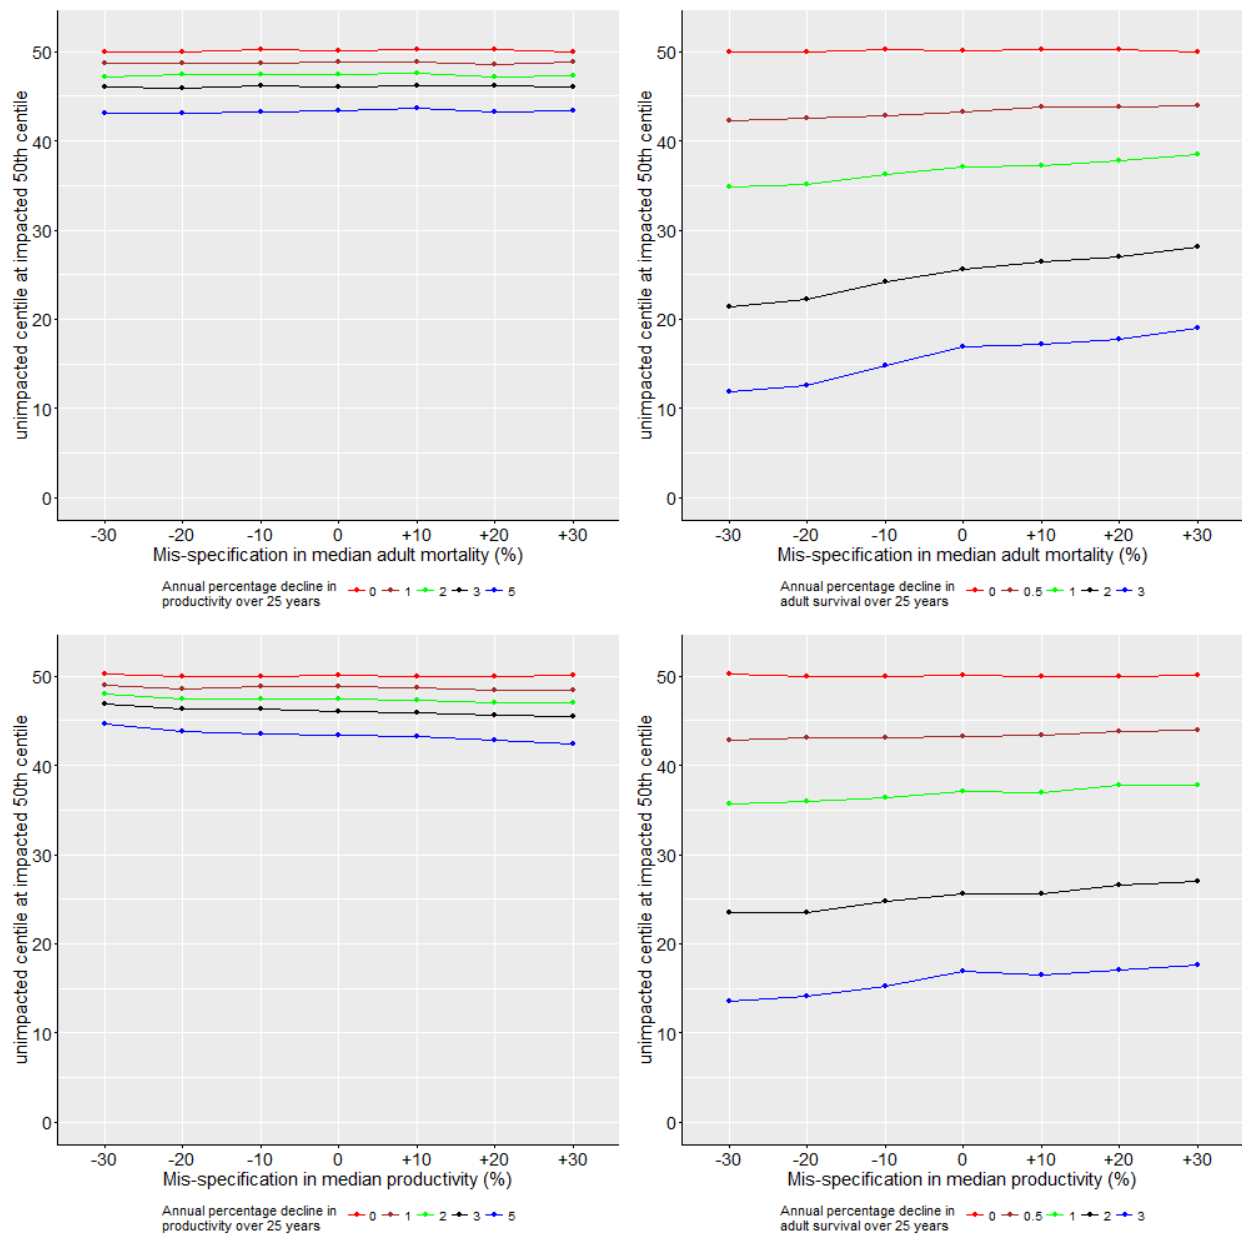 unimpacted centile at impacted 50th centile
50
40
30
20
10
0
-30 -20 -10 0 +10 +20 +30
Mis-specification in median adult mortality (%)
Annual percentage decline in
productivity over 25 years
0 1 2 3 5
unimpacted centile at impacted 50th centile
50
40
30
20
10
0
-30 -20 -10 0 +10 +20 +30
Mis-specification in median adult mortality (%)
Annual percentage decline in
adult survival over 25 years
0 0.5 1 2 3
unimpacted centile at impacted 50th centile
50
40
30
20
10
0
-30 -20 -10 0 +10 +20 +30
Mis-specification in median productivity (%)
Annual percentage decline in
productivity over 25 years
0 1 2 3 5
unimpacted centile at impacted 50th centile
50
40
30
20
10
0
-30 -20 -10 0 +10 +20 +30
Mis-specification in median productivity (%)
Annual percentage decline in
adult survival over 25 years
0 0.5 1 2 3